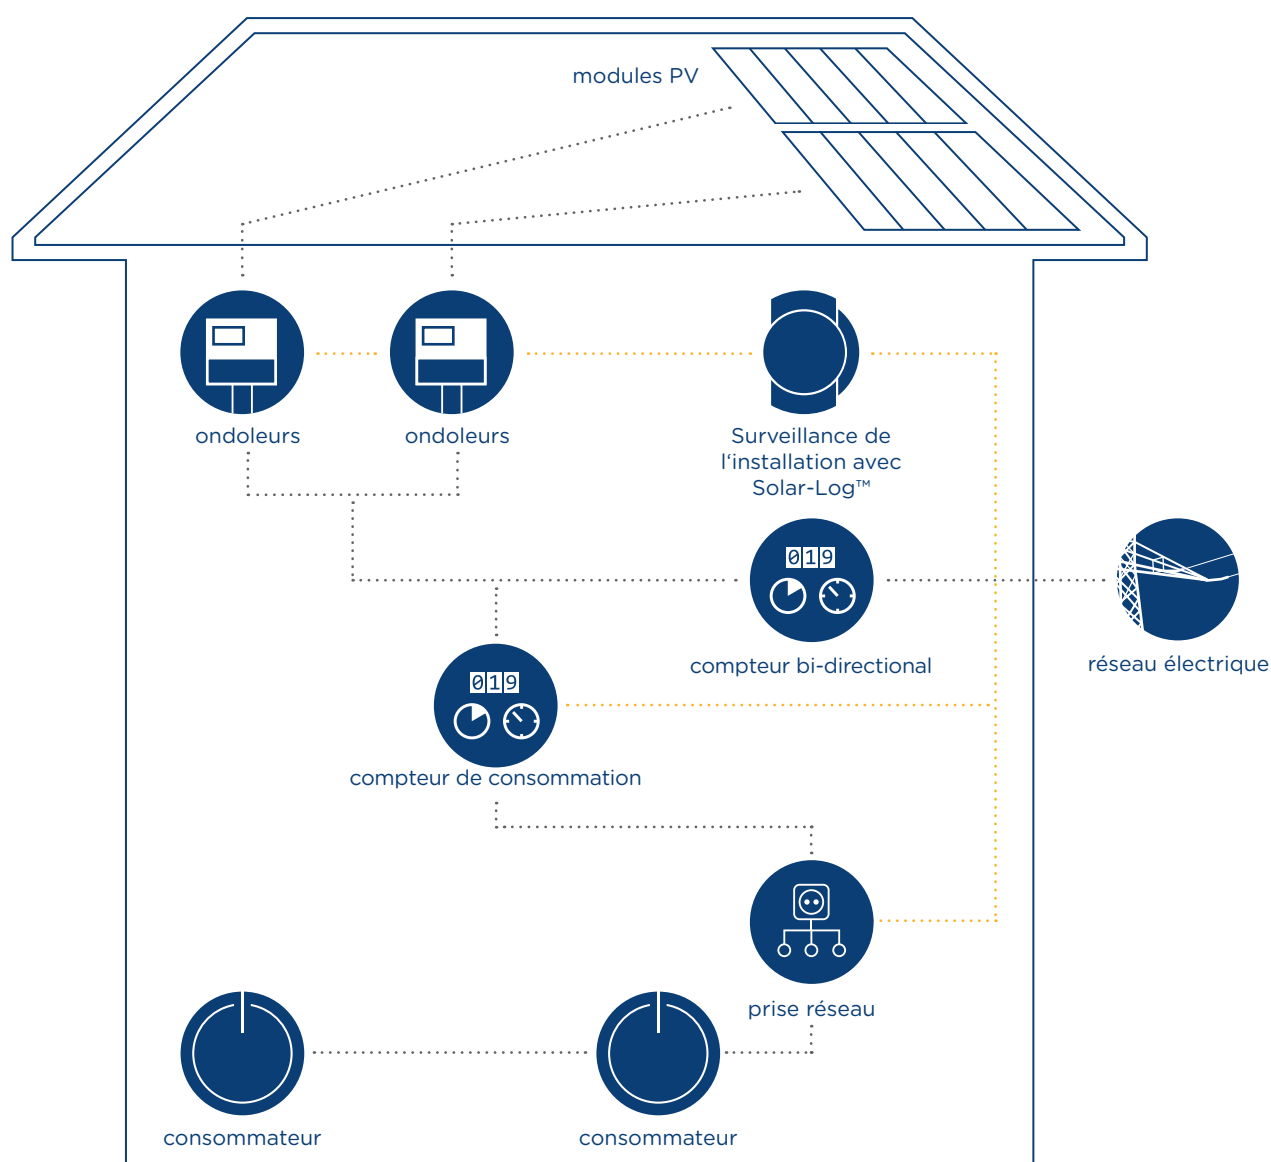 modules PV
ondoleurs
ondoleurs
Surveillance de
l‘installation avec
Solar-Log™
019
compteur bi-directional
réseau électrique
019
compteur de consommation
prise réseau
consommateur
consommateur